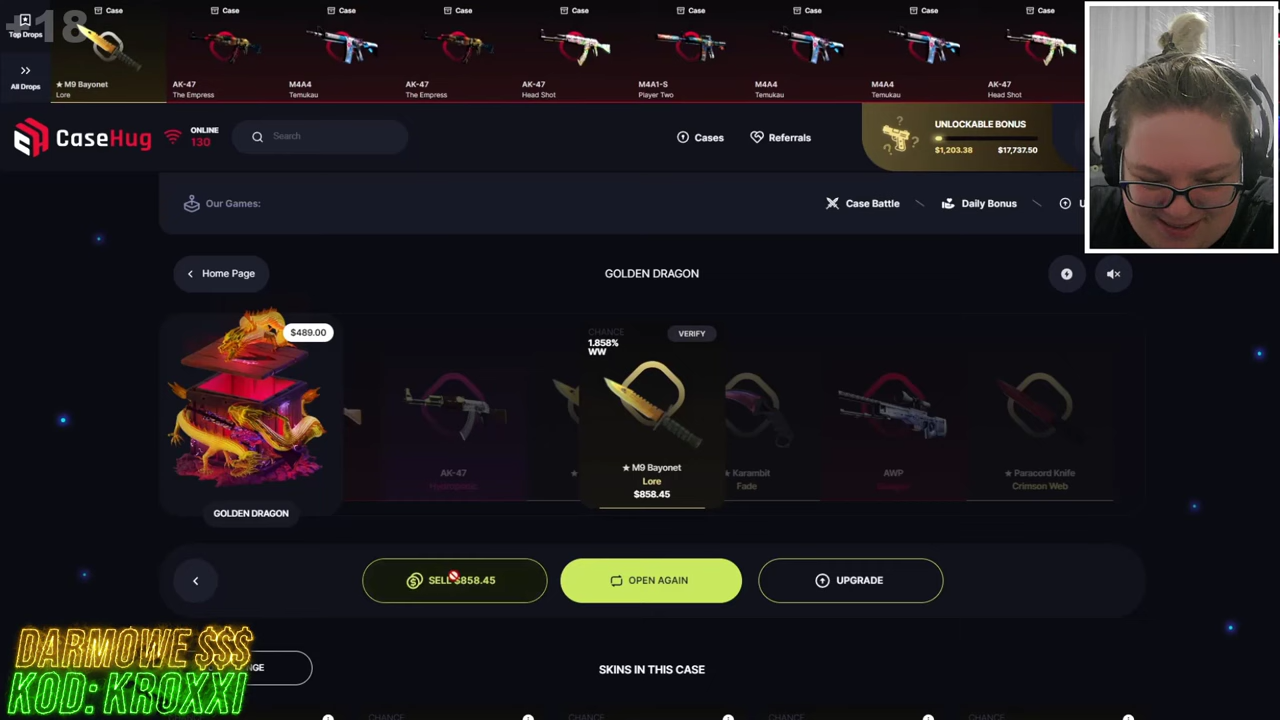 +18
Top Drops
All Drops
Case
Case
Case
Case
Case
Case
Case
Case
Case
★ M9 Bayonet
Lore
AK-47
The Empress
M4A4
Temukau
AK-47
The Empress
AK-47
Head Shot
M4A1-S
Player Two
M4A4
Temukau
M4A4
Temukau
AK-47
Head Shot
CaseHug
ONLINE
130
Search
Cases
Referrals
UNLOCKABLE BONUS
$1,203.38
$17,737.50
Our Games:
Case Battle
Daily Bonus
Home Page
GOLDEN DRAGON
$489.00
GOLDEN DRAGON
AK-47
CHANCE
1.858%
WW
VERIFY
★ M9 Bayonet
Lore
$858.45
★ Karambit
Fade
AWP
★ Paracord Knife
Crimson Web
SELL $858.45
OPEN AGAIN
UPGRADE
DARMOWE $$$
KOD: KROXXI
SKINS IN THIS CASE